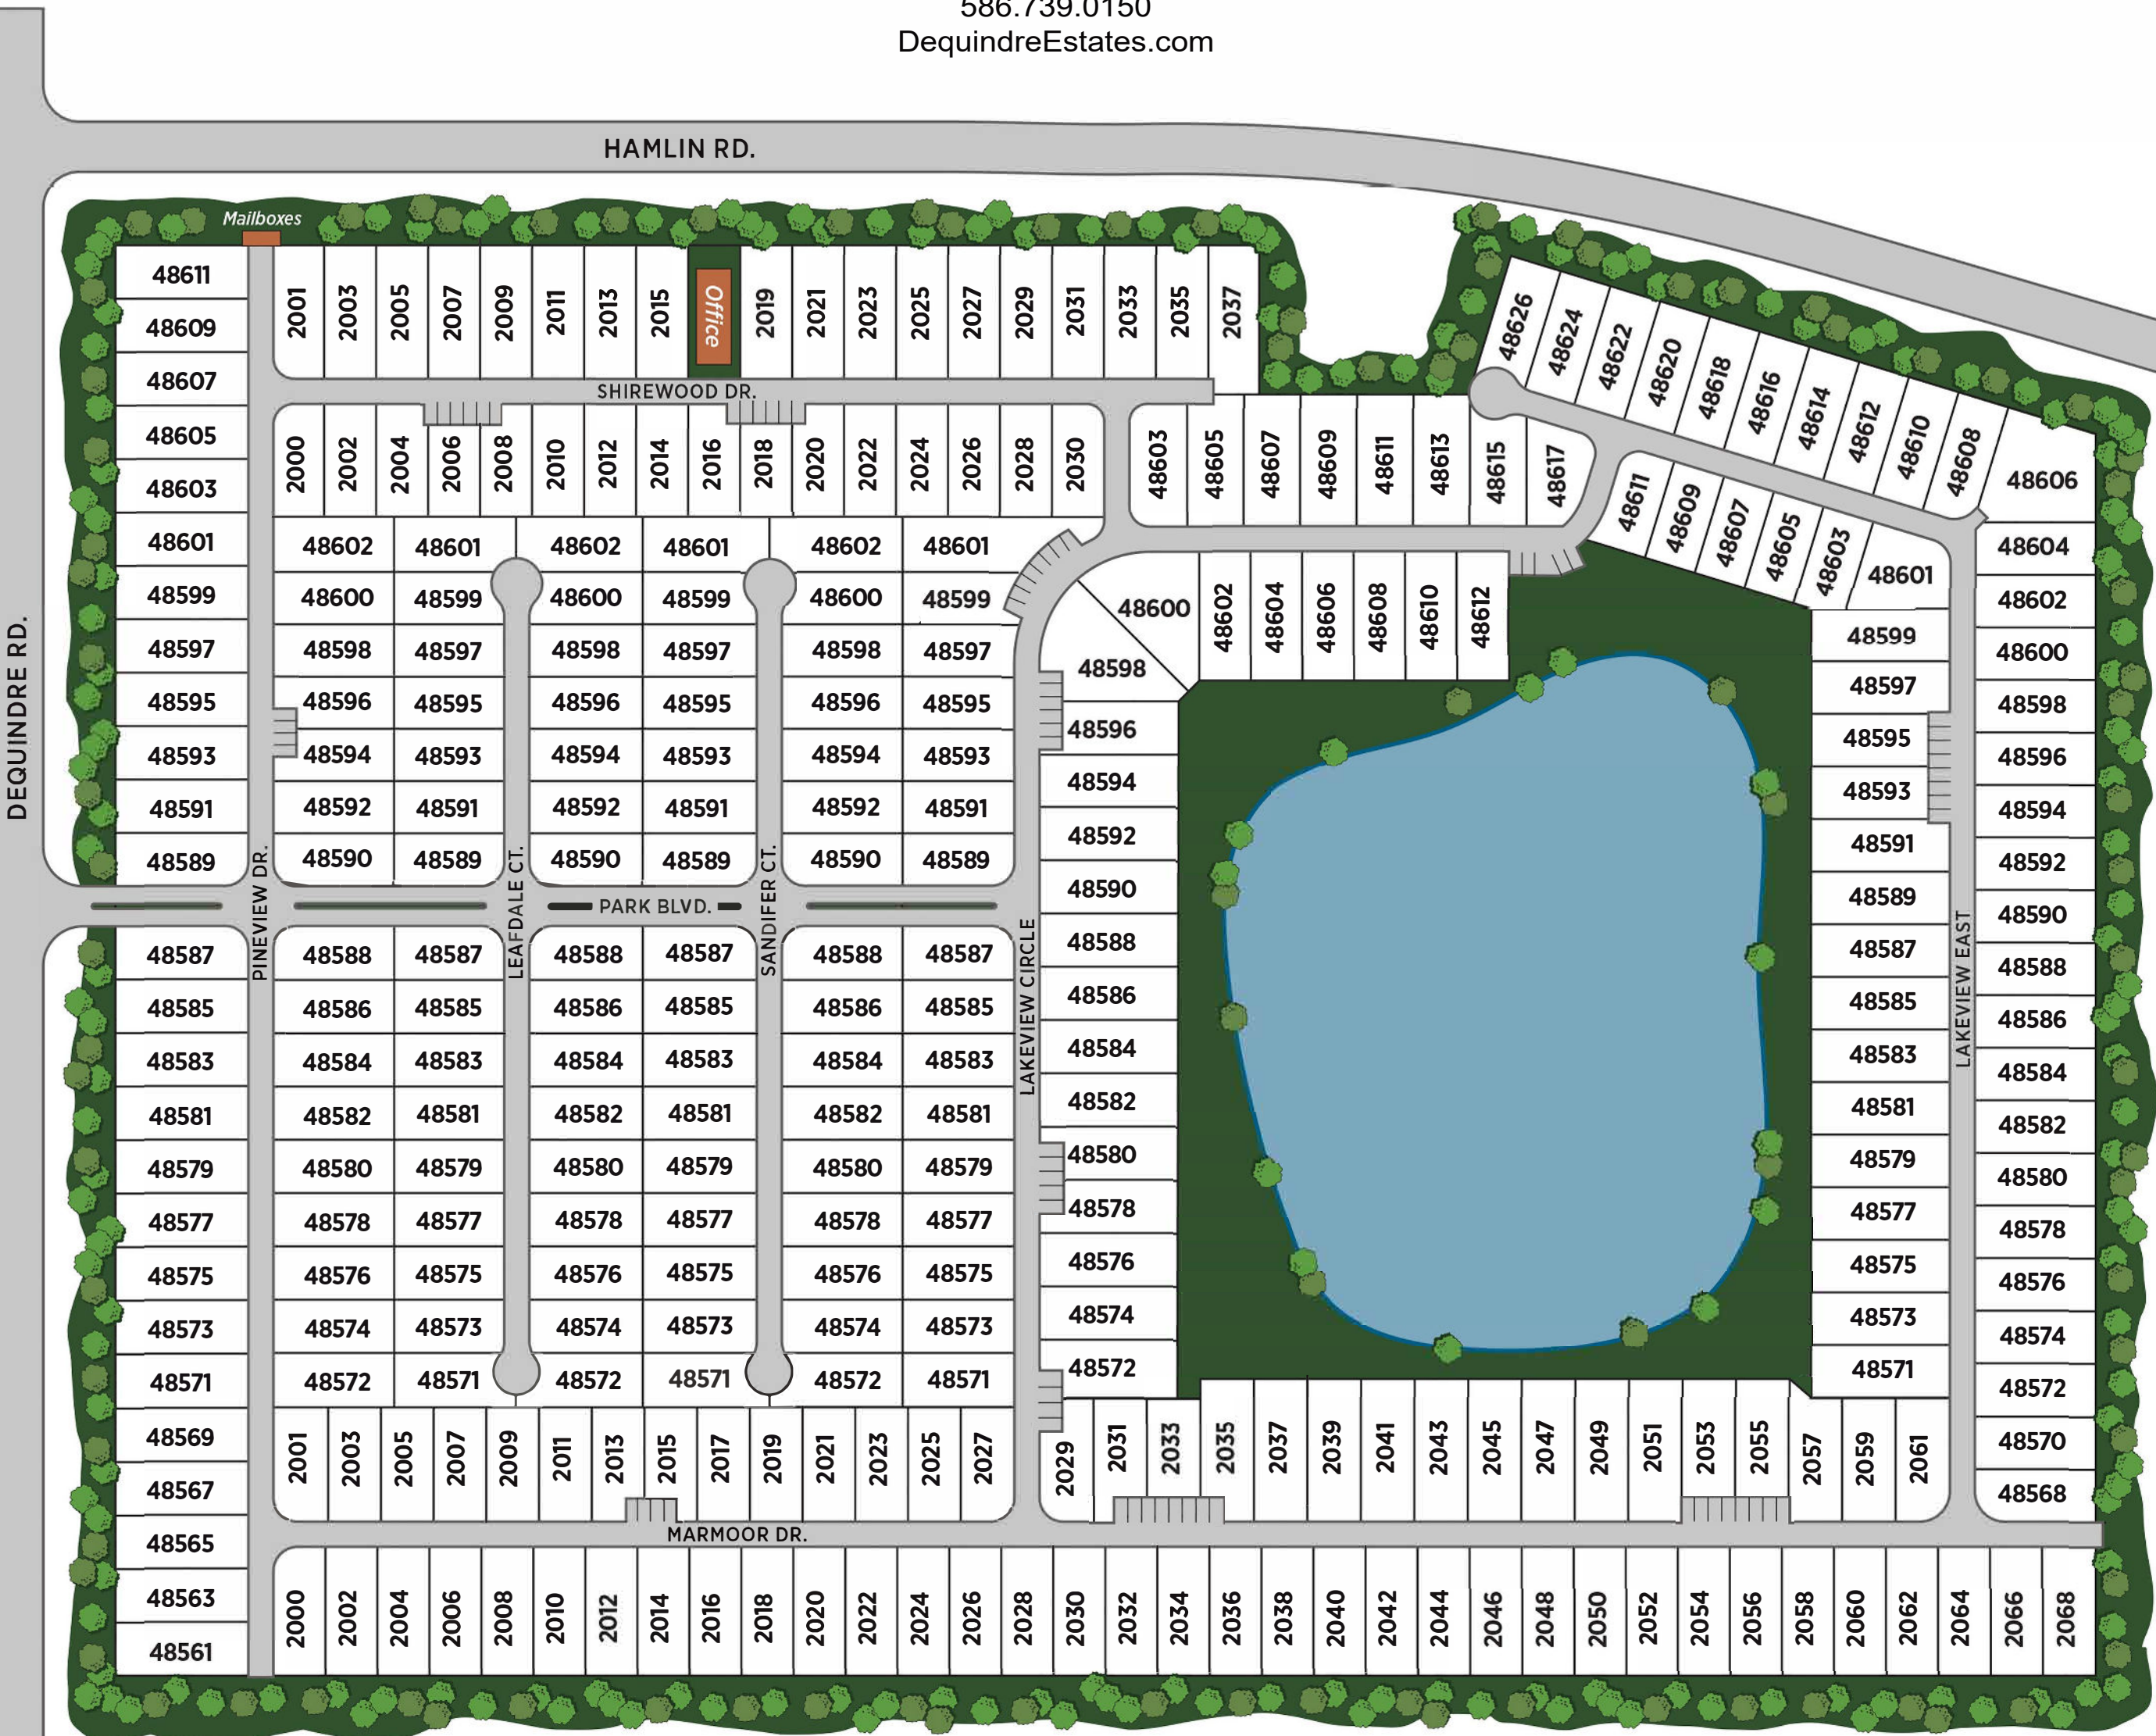 586.739.0150
DequindreEstates.com
HAMLIN RD.
DEQUINDRE RD.
Mailboxes
48611
48609
48607
48605
48603
48601
48599
48597
48595
48593
48591
48589
48587
48585
48583
48581
48579
48577
48575
48573
48571
48569
48567
48565
48563
48561
PINEVIEW DR.
2001 2003 2005 2007 2009 2011 2013 2015 Office 2019 2021 2023 2025 2027 2029 2031 2033 2035 2037
SHIREWOOD DR.
2000 2002 2004 2006 2008 2010 2012 2014 2016 2018 2020 2022 2024 2026 2028 2030
48602 48601 48602 48601 48602 48601
48600 48599 48600 48599 48600 48599
48598 48597 48598 48597 48598 48597
48596 48595 48596 48595 48596 48595
48594 48593 48594 48593 48594 48593
48592 48591 48592 48591 48592 48591
48590 48589 48590 48589 48590 48589
LEAFDALE CT.
PARK BLVD.
SANDIFER CT.
48588 48587 48588 48587 48588 48587
48586 48585 48586 48585 48586 48585
48584 48583 48584 48583 48584 48583
48582 48581 48582 48581 48582 48581
48580 48579 48580 48579 48580 48579
48578 48577 48578 48577 48578 48577
48576 48575 48576 48575 48576 48575
48574 48573 48574 48573 48574 48573
48572 48571 48572 48571 48572 48571
LAKEVIEW CIRCLE
48603 48605 48607 48609 48611 48613 48615 48617
48600 48602 48604 48606 48608 48610 48612
48598
48596
48594
48592
48590
48588
48586
48584
48582
48580
48578
48576
48574
48572
48626 48624 48622 48620 48618 48616 48614 48612 48610 48608 48606
48611 48609 48607 48605 48603 48601
48599
48597
48595
48593
48591
48589
48587
48585
48583
48581
48579
48577
48575
48573
48571
LAKEVIEW EAST
48604
48602
48600
48598
48596
48594
48592
48590
48588
48586
48584
48582
48580
48578
48576
48574
48572
48570
48568
2001 2003 2005 2007 2009 2011 2013 2015 2017 2019 2021 2023 2025 2027 2029 2031 2033 2035 2037 2039 2041 2043 2045 2047 2049 2051 2053 2055 2057 2059 2061
MARMOOR DR.
2000 2002 2004 2006 2008 2010 2012 2014 2016 2018 2020 2022 2024 2026 2028 2030 2032 2034 2036 2038 2040 2042 2044 2046 2048 2050 2052 2054 2056 2058 2060 2062 2064 2066 2068